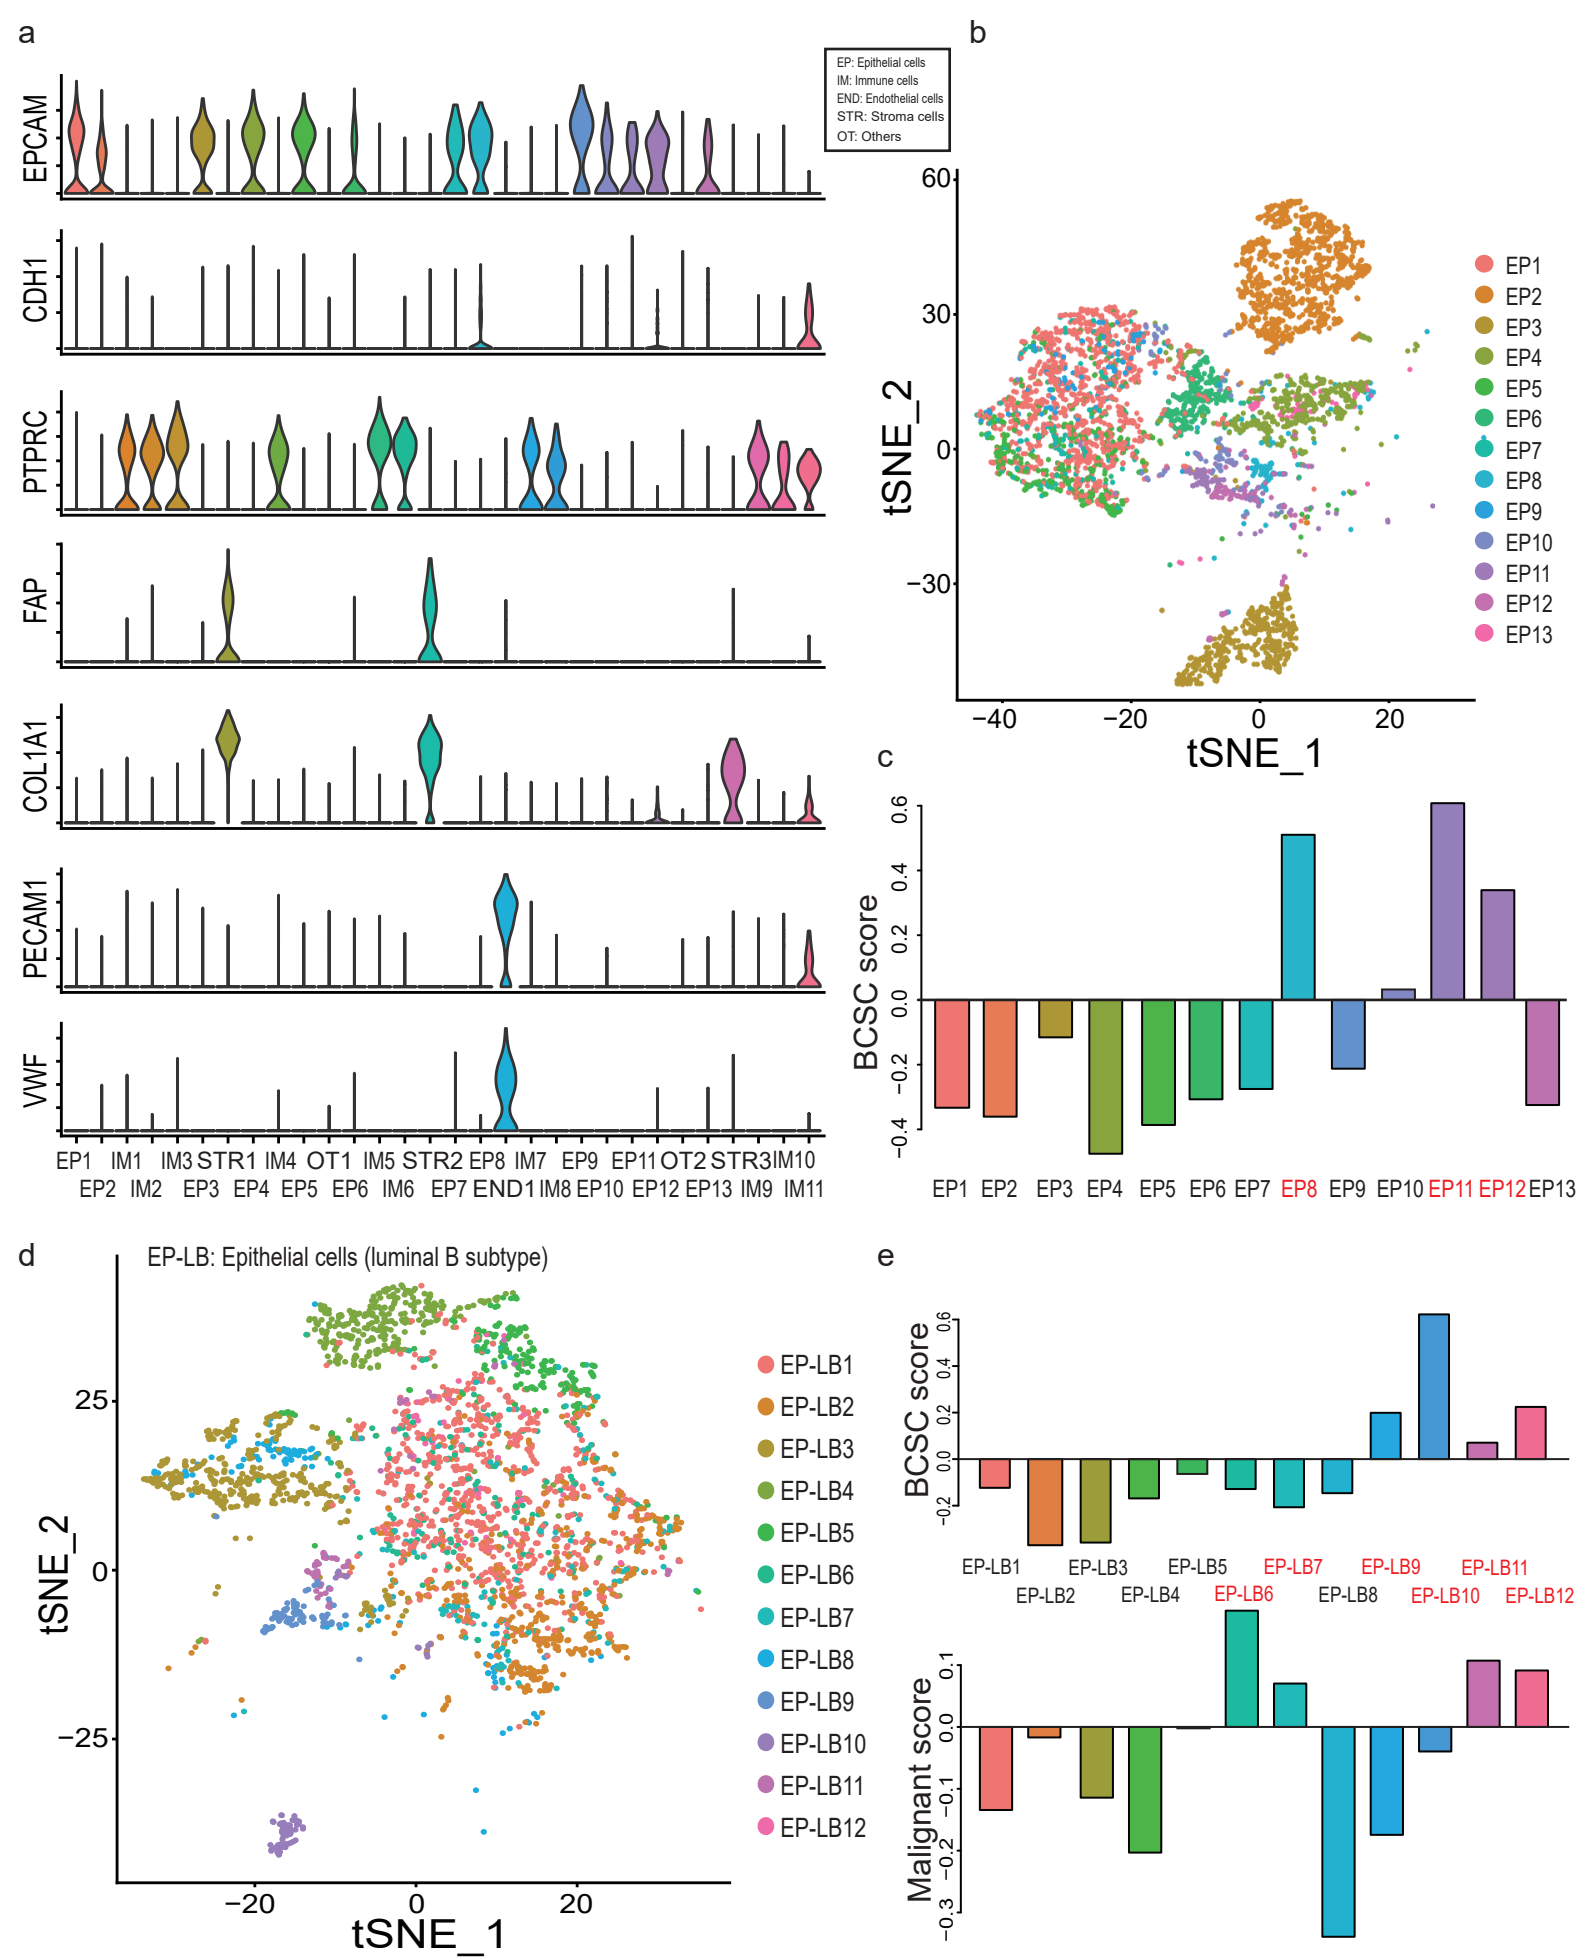 a
EPCAM
CDH1
PTPRC
FAP
COL1A1
PECAM1
VWF
EP1 IM1 IM3 STR1 IM4 OT1 IM5 STR2 EP8 IM7 EP9 EP11 OT2 STR3 IM10
EP2 IM2 EP3 EP4 EP5 EP6 IM6 EP7 END1 IM8 EP10 EP12 EP13 IM9 IM11
EP: Epithelial cells
IM: Immune cells
END: Endothelial cells
STR: Stroma cells
OT: Others
b
60
30
0
−30
tSNE_2
−40 −20 0 20
tSNE_1
EP1
EP2
EP3
EP4
EP5
EP6
EP7
EP8
EP9
EP10
EP11
EP12
EP13
c
BCSC score
0.6
0.4
0.2
0.0
−0.2
−0.4
EP1 EP2 EP3 EP4 EP5 EP6 EP7 EP8 EP9 EP10 EP11 EP12 EP13
d
EP-LB: Epithelial cells (luminal B subtype)
25
0
−25
tSNE_2
−20 0 20
tSNE_1
EP-LB1
EP-LB2
EP-LB3
EP-LB4
EP-LB5
EP-LB6
EP-LB7
EP-LB8
EP-LB9
EP-LB10
EP-LB11
EP-LB12
e
BCSC score
0.6
0.4
0.2
0.0
−0.2
EP-LB1 EP-LB3 EP-LB5 EP-LB7 EP-LB9 EP-LB11
EP-LB2 EP-LB4 EP-LB6 EP-LB8 EP-LB10 EP-LB12
Malignant score
0.1
0.0
−0.1
−0.2
−0.3